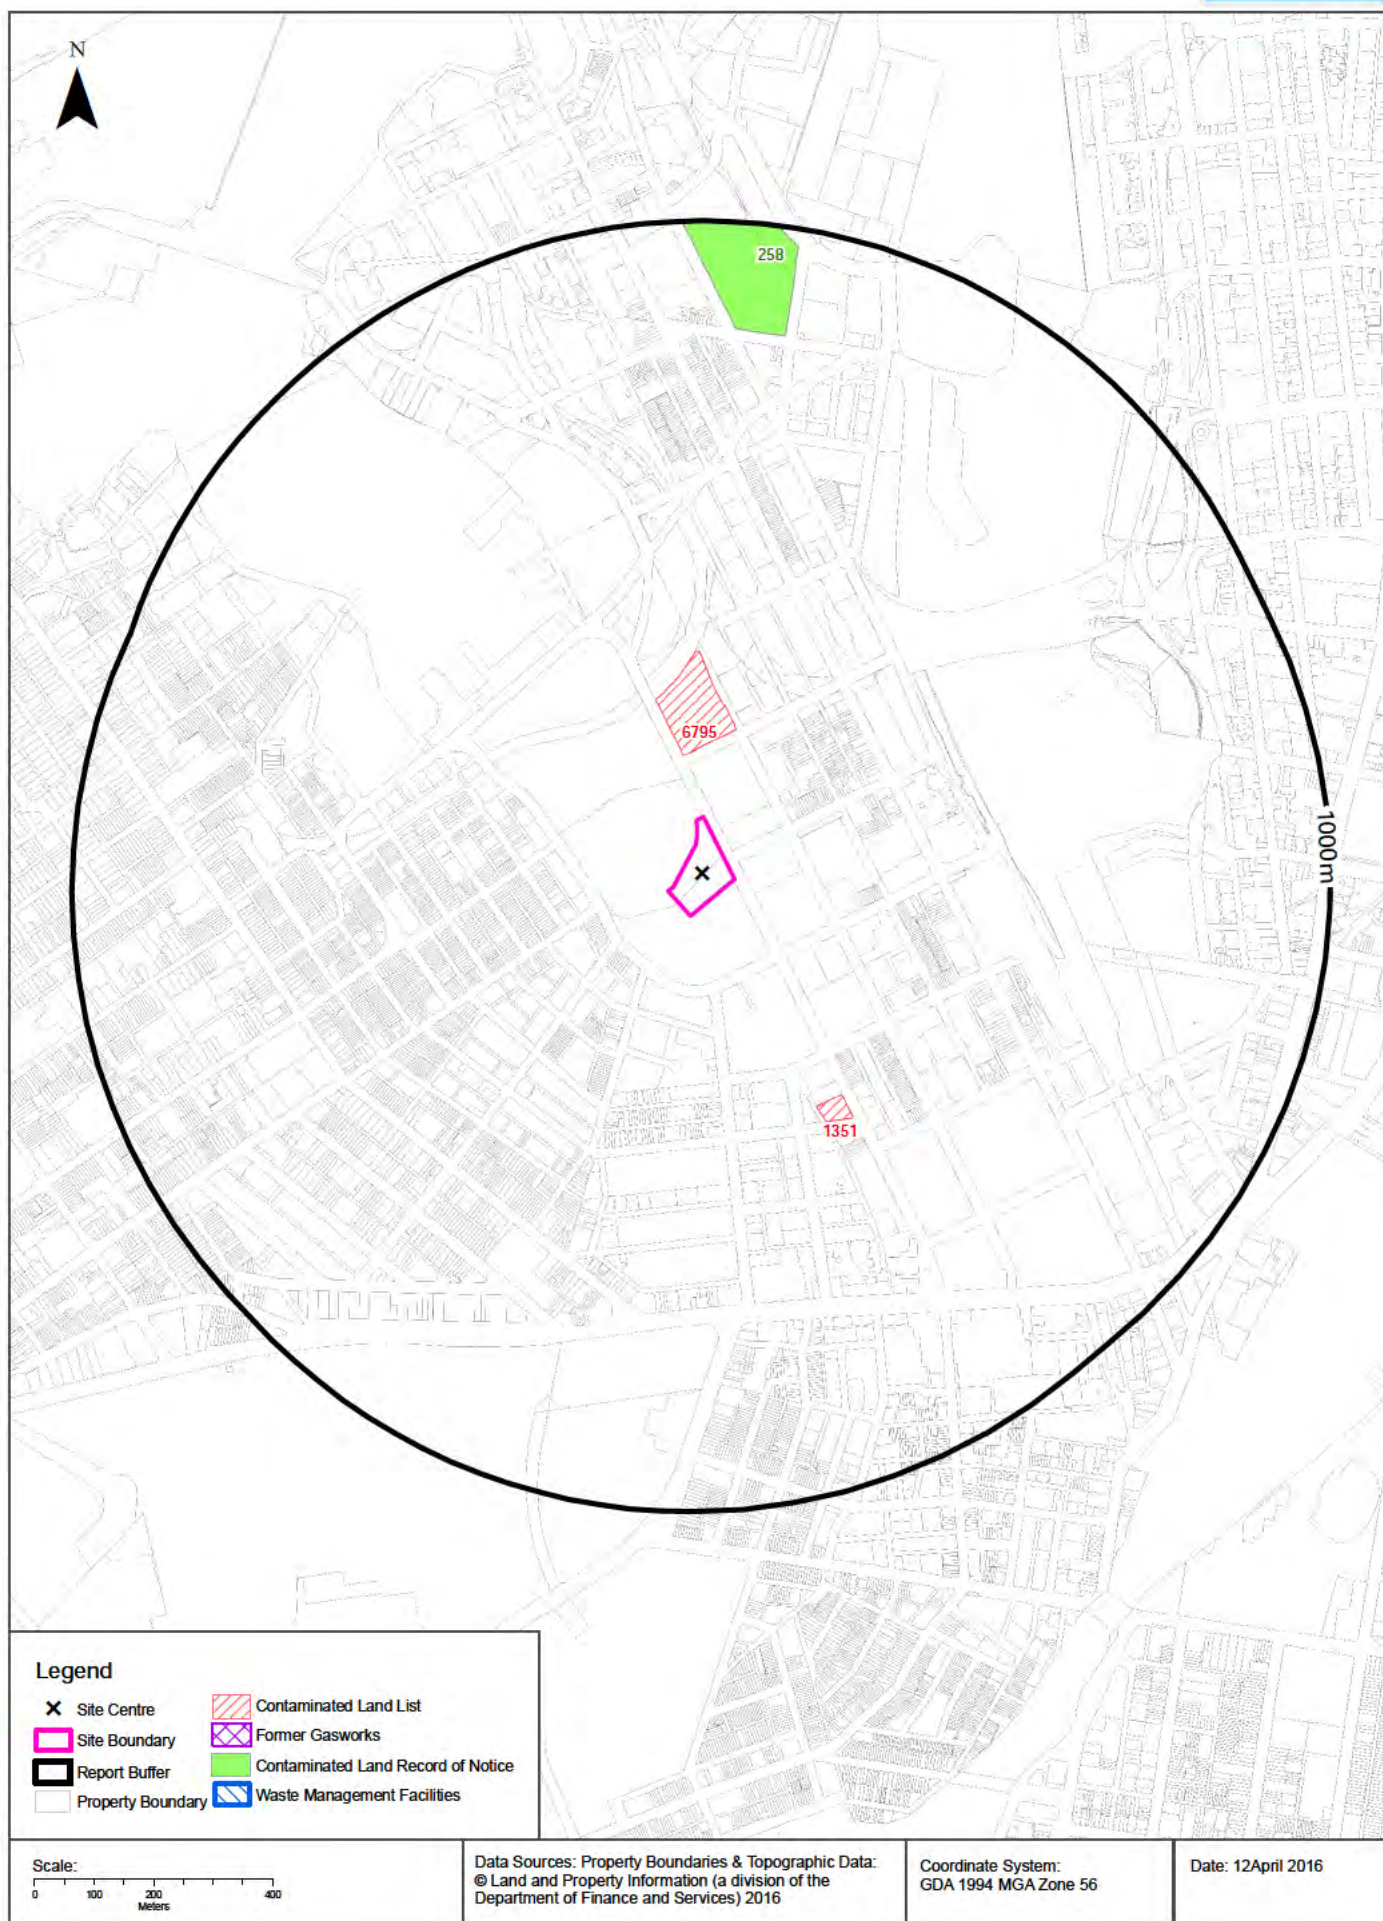 N
258
6795
1000m
1351
Legend
Site Centre
Site Boundary
Report Buffer
Property Boundary
Contaminated Land List
Former Gasworks
Contaminated Land Record of Notice
Waste Management Facilities
Scale:
0 100 200 400
Meters
Data Sources: Property Boundaries & Topographic Data:
© Land and Property Information (a division of the
Department of Finance and Services) 2016
Coordinate System:
GDA 1994 MGA Zone 56
Date: 12April 2016